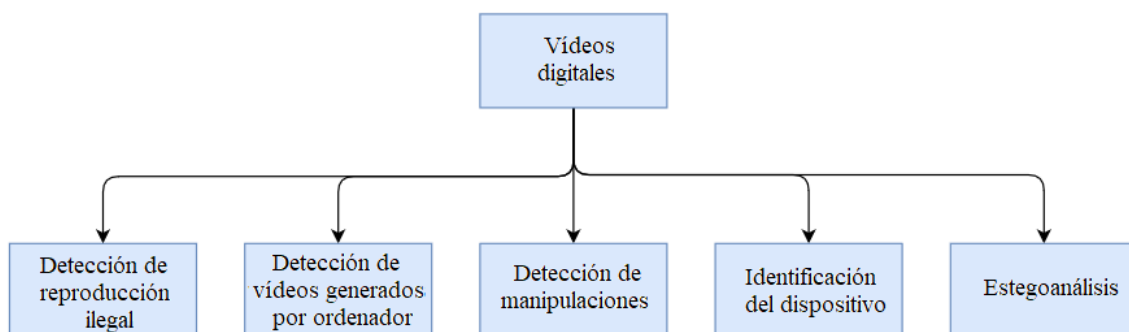 Vídeos
digitales
Detección de
reproducción
ilegal
Detección de
vídeos generados
por ordenador
Detección de
manipulaciones
Identificación
del dispositivo
Estegoanálisis